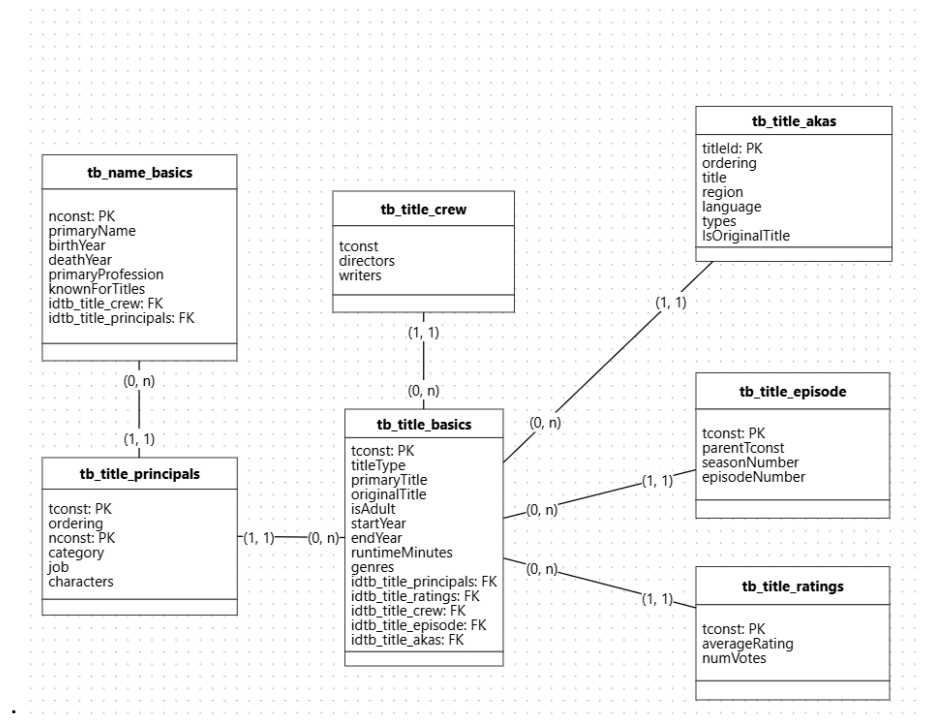 tb_name_basics
nconst: PK
primaryName
birthYear
deathYear
primaryProfession
knownForTitles
idtb_title_crew: FK
idtb_title_principals: FK
(0, n)
(1, 1)
tb_title_principals
tconst: PK
ordering
nconst: PK
category
job
characters
(1, 1)
(0, n)
tb_title_crew
tconst
directors
writers
(1, 1)
(0, n)
tb_title_basics
tconst: PK
titleType
primaryTitle
originalTitle
isAdult
startYear
endYear
runtimeMinutes
genres
idtb_title_principals: FK
idtb_title_ratings: FK
idtb_title_crew: FK
idtb_title_episode: FK
idtb_title_akas: FK
tb_title_akas
titleId: PK
ordering
title
region
language
types
IsOriginalTitle
(1, 1)
(0, n)
tb_title_episode
tconst: PK
parentTconst
seasonNumber
episodeNumber
(1, 1)
(0, n)
tb_title_ratings
tconst: PK
averageRating
numVotes
(0, n)
(1, 1)
.